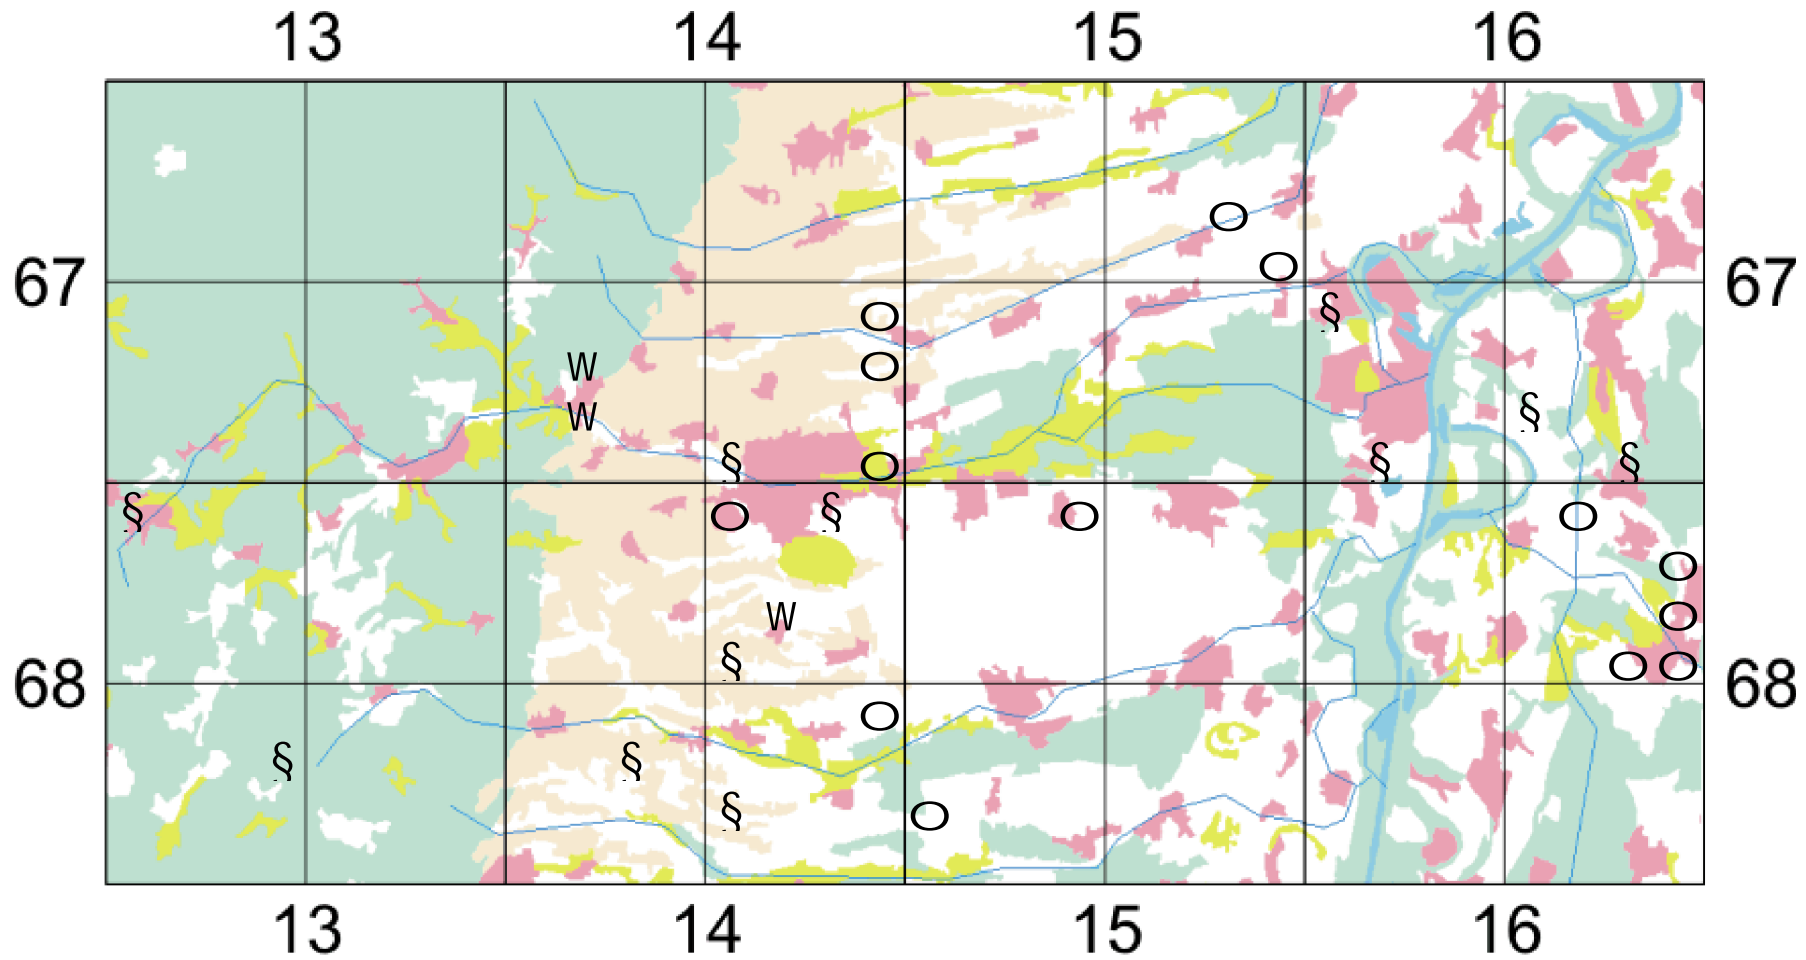 13 14 15 16
O
O
67 67
O §
W O
W §
§ O § §
§ O § O O
O
W O
§ O O
O
§ §
§ O
13 14 15 16
68 68